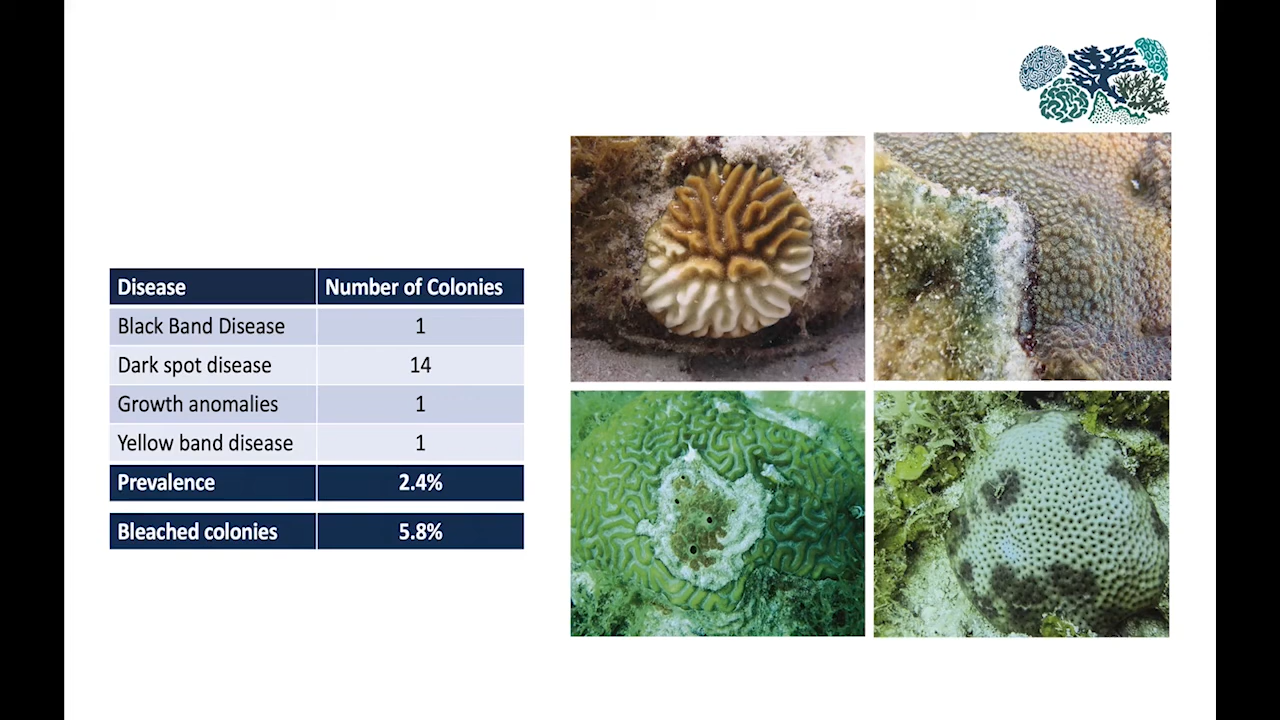 Disease Number of Colonies
Black Band Disease 1
Dark spot disease 14
Growth anomalies 1
Yellow band disease 1
Prevalence 2.4%
Bleached colonies 5.8%